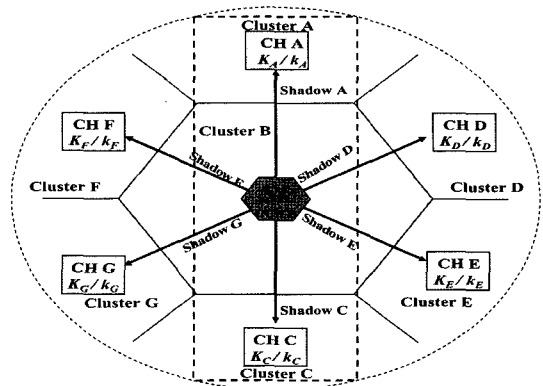 Cluster A
CH A
K_A / k_A
Shadow A
CH F
K_F / k_F
Cluster B
CH D
K_D / k_D
Shadow F
Shadow D
Cluster F
Cluster D
Shadow G
Shadow E
CH G
K_G / k_G
Cluster G
CH E
K_E / k_E
Cluster E
Shadow C
CH C
K_C / k_C
Cluster C